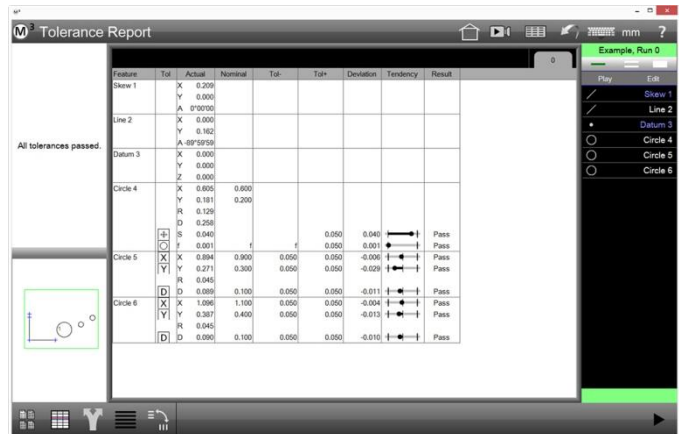 M³
M³ Tolerance Report
mm ?
0
Example, Run 0
Play Edit
All tolerances passed.
Feature Tol Actual Nominal Tol- Tol+ Deviation Tendency Result
Skew 1 X 0.209
Y 0.000
A 0°00'00
Line 2 X 0.000
Y 0.162
A -89°59'59
Datum 3 X 0.000
Y 0.000
Z 0.000
Circle 4 X 0.605 0.600
Y 0.181 0.200
R 0.129
D 0.258
S 0.040 0.050 0.040 Pass
f 0.001 f f 0.050 0.001 Pass
Circle 5 X X 0.894 0.900 0.050 0.050 -0.006 Pass
Y Y 0.271 0.300 0.050 0.050 -0.029 Pass
R 0.045
D D 0.089 0.100 0.050 0.050 -0.011 Pass
Circle 6 X X 1.096 1.100 0.050 0.050 -0.004 Pass
Y Y 0.387 0.400 0.050 0.050 -0.013 Pass
R 0.045
D D 0.090 0.100 0.050 0.050 -0.010 Pass
Skew 1
Line 2
Datum 3
Circle 4
Circle 5
Circle 6